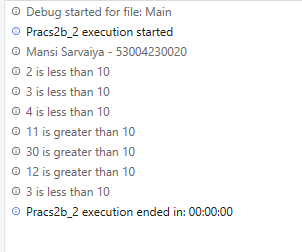 Debug started for file: Main
Pracs2b_2 execution started
Mansi Sarvaiya - 53004230020
2 is less than 10
3 is less than 10
4 is less than 10
11 is greater than 10
30 is greater than 10
12 is greater than 10
3 is less than 10
Pracs2b_2 execution ended in: 00:00:00